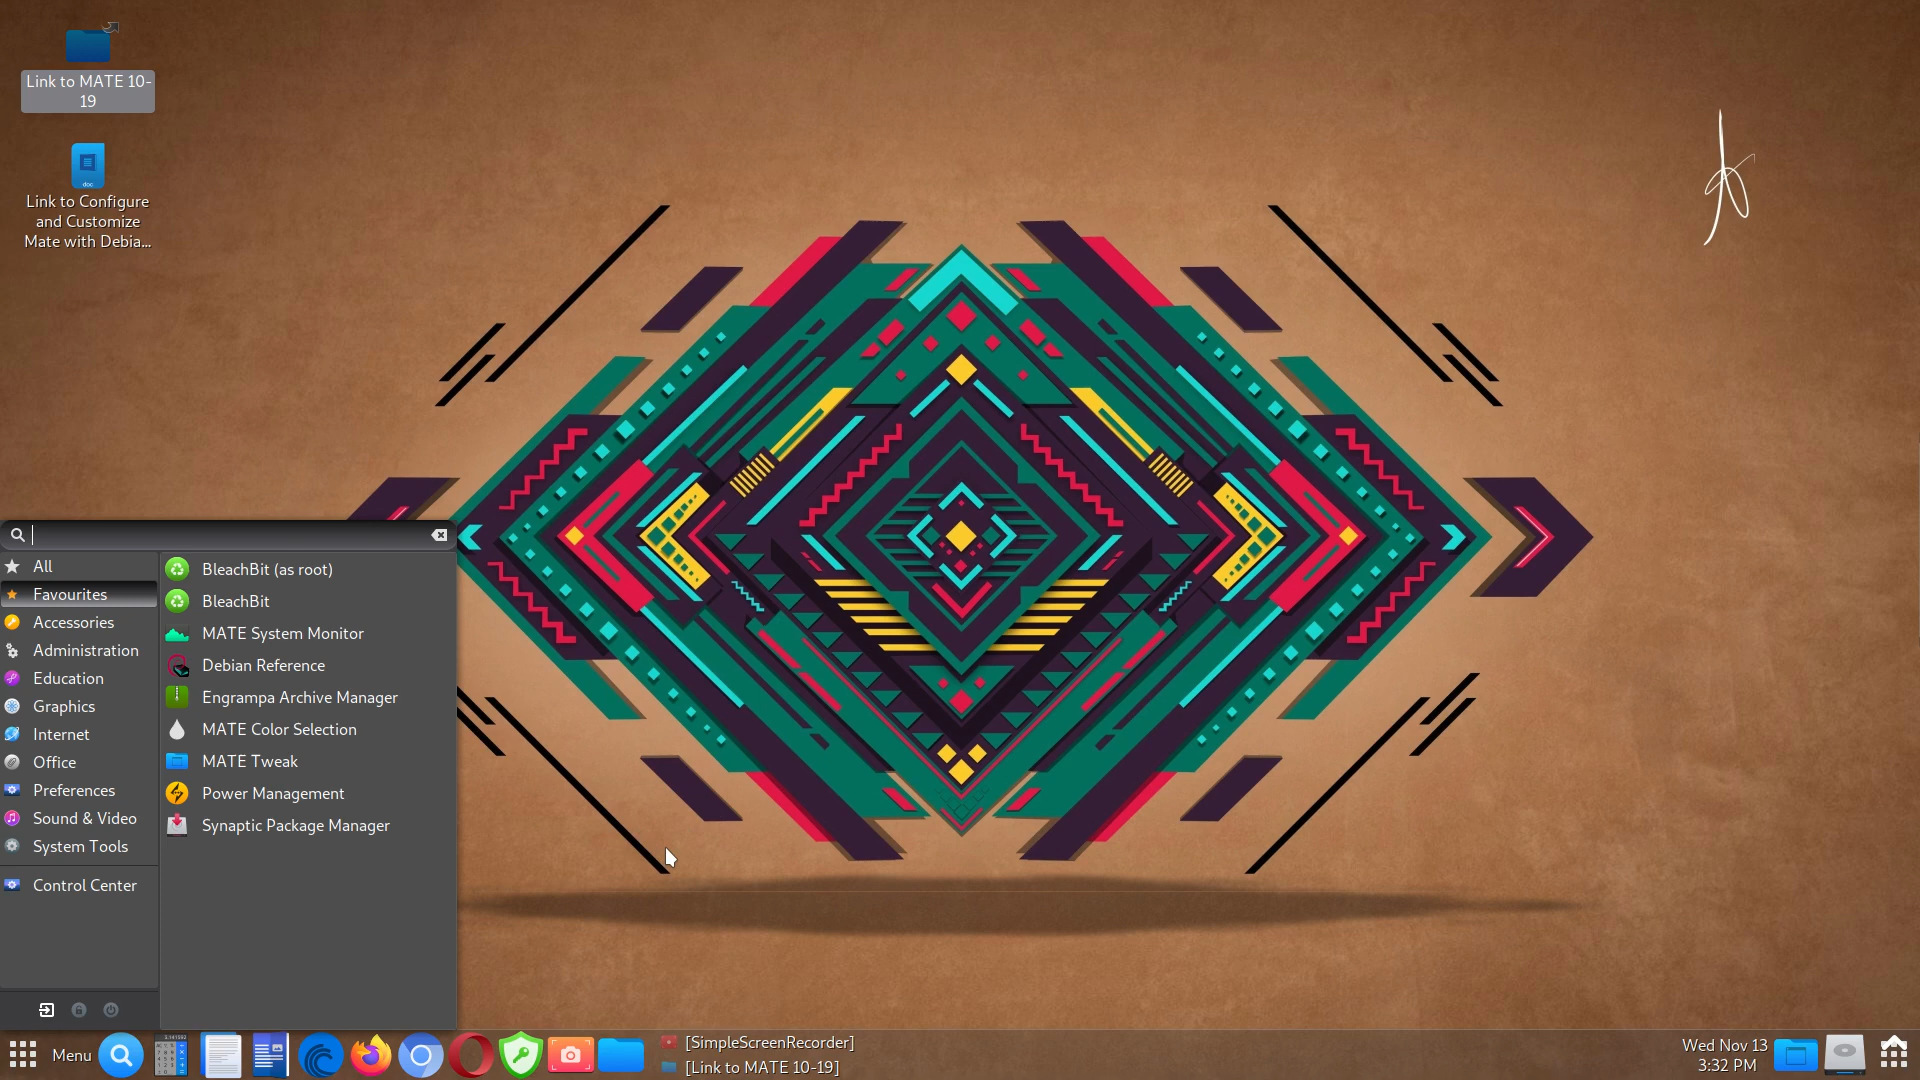 Link to MATE 10-
19
Link to Configure
and Customize
Mate with Debia...
All
Favourites
Accessories
Administration
Education
Graphics
Internet
Office
Preferences
Sound & Video
System Tools
Control Center
BleachBit (as root)
BleachBit
MATE System Monitor
Debian Reference
Engrampa Archive Manager
MATE Color Selection
MATE Tweak
Power Management
Synaptic Package Manager
Menu
[SimpleScreenRecorder]
[Link to MATE 10-19]
Wed Nov 13
3:32 PM
doc